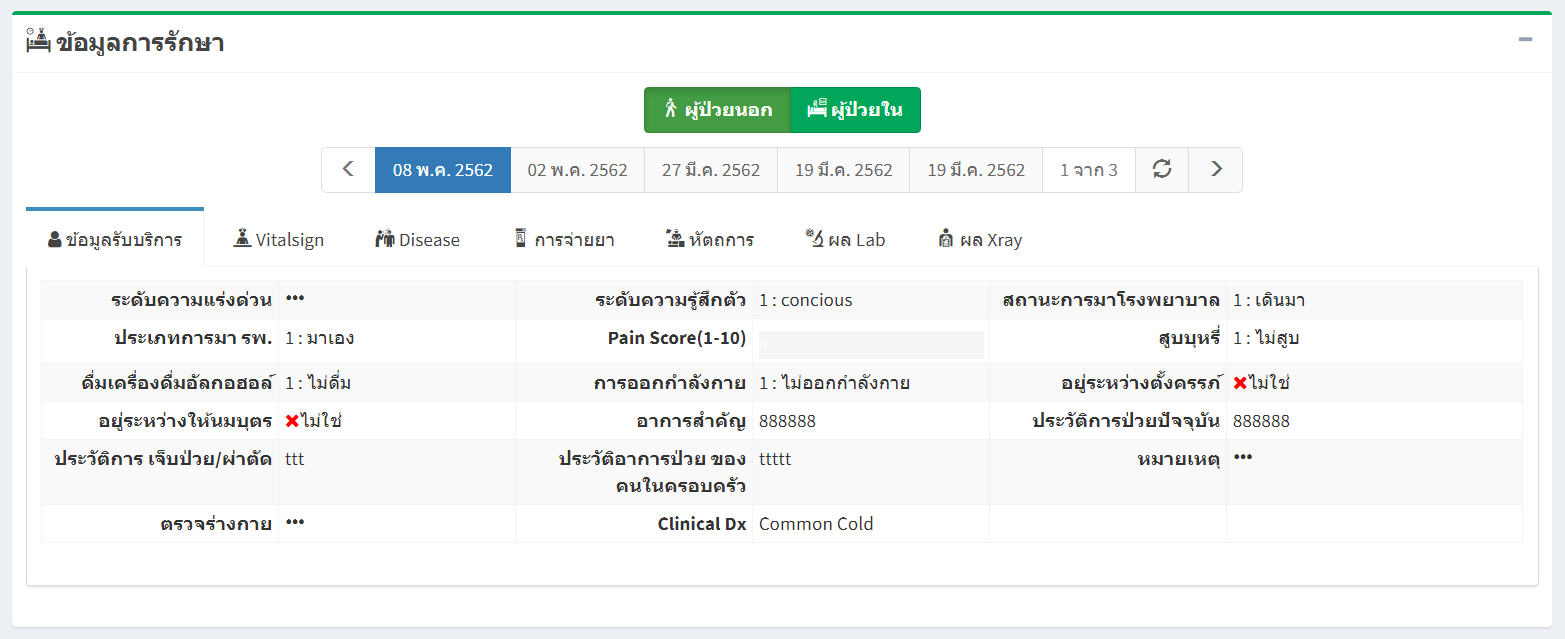 ข้อมูลการรักษา
ผู้ป่วยนอก ผู้ป่วยใน
08 พ.ค. 2562 02 พ.ค. 2562 27 มี.ค. 2562 19 มี.ค. 2562 19 มี.ค. 2562 1 จาก 3
ข้อมูลรับบริการ Vitalsign Disease การจ่ายยา หัตถการ ผล Lab ผล Xray
ระดับความแร่งด่วน ••• ระดับความรู้สึกตัว 1 : concious สถานะการมาโรงพยาบาล 1 : เดินมา
ประเภทการมา รพ. 1 : มาเอง Pain Score(1-10) 0 สูบบุหรี่ 1 : ไม่สูบ
ดื่มเครื่องดื่มอัลกอฮอล์ 1 : ไม่ดื่ม การออกกำลังกาย 1 : ไม่ออกกำลังกาย อยู่ระหว่างตั้งครรภ์ ไม่ใช่
อยู่ระหว่างให้นมบุตร ไม่ใช่ อาการสำคัญ 888888 ประวัติการป่วยปัจจุบัน 888888
ประวัติการ เจ็บป่วย/ผ่าตัด ttt ประวัติอาการป่วย ของ ttttt หมายเหตุ •••
คนในครอบครัว
ตรวจร่างกาย ••• Clinical Dx Common Cold